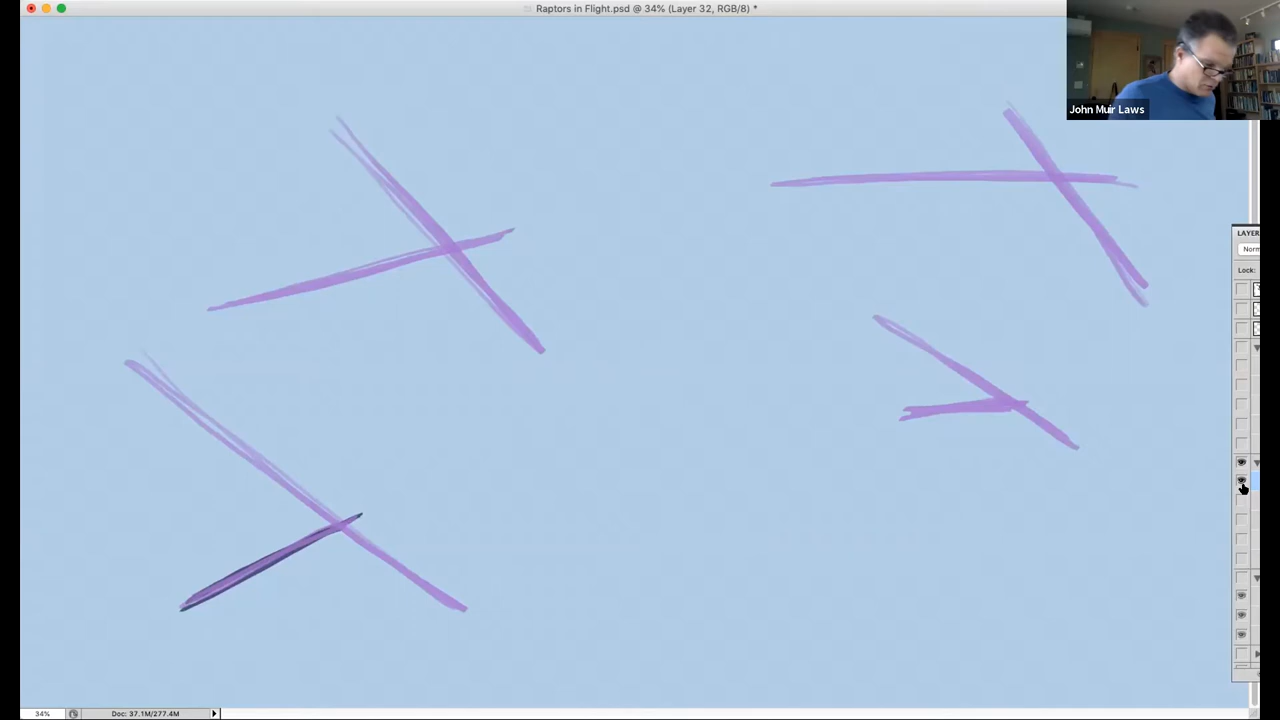 Raptors in Flight.psd @ 34% (Layer 32, RGB/8) *
John Muir Laws
LAYER
Norm
Lock:
34%
Doc: 37.1M/277.4M